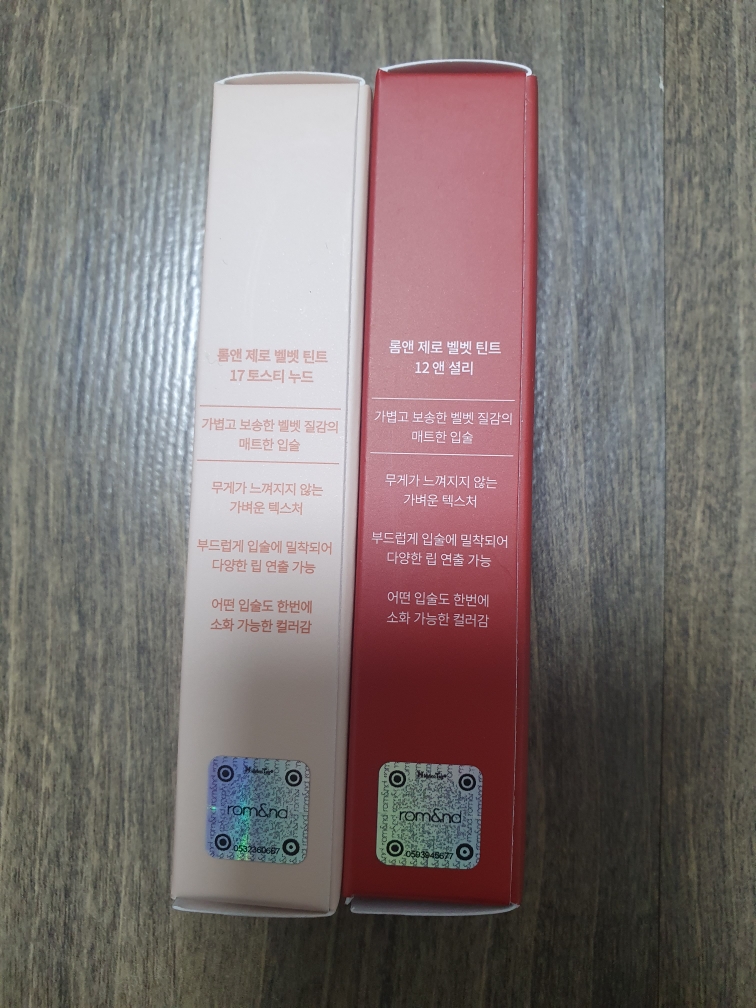 롬앤 제로 벨벳 틴트
17 토스티 누드
가볍고 보송한 벨벳 질감의
매트한 입술
무게가 느껴지지 않는
가벼운 텍스처
부드럽게 입술에 밀착되어
다양한 립 연출 가능
어떤 입술도 한번에
소화 가능한 컬러감
rom&nd
롬앤 제로 벨벳 틴트
12 앤 셜리
가볍고 보송한 벨벳 질감의
매트한 입술
무게가 느껴지지 않는
가벼운 텍스처
부드럽게 입술에 밀착되어
다양한 립 연출 가능
어떤 입술도 한번에
소화 가능한 컬러감
rom&nd